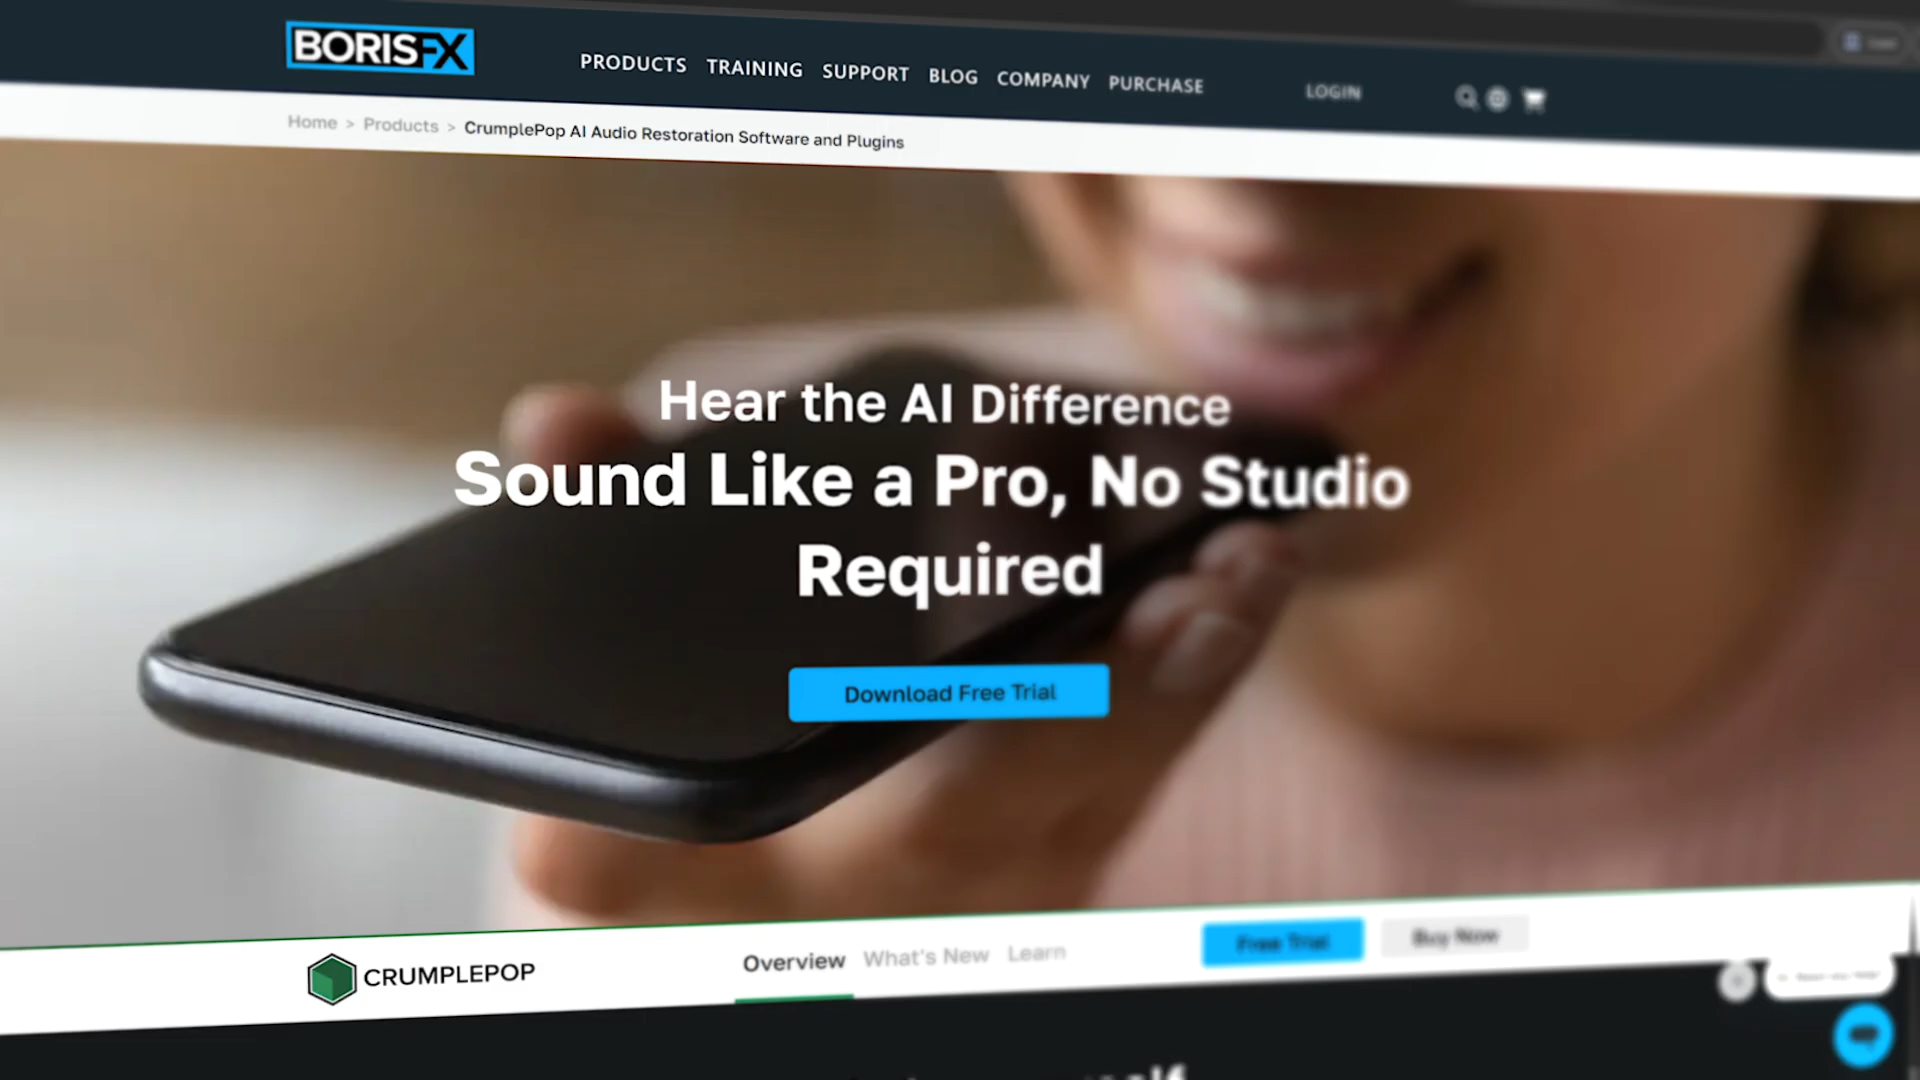 BORISFX
PRODUCTS TRAINING SUPPORT BLOG COMPANY PURCHASE LOGIN
Home > Products > CrumplePop AI Audio Restoration Software and Plugins
Hear the AI Difference
Sound Like a Pro, No Studio
Required
Download Free Trial
CRUMPLEPOP
Overview What's New Learn
Free Trial
Buy Now